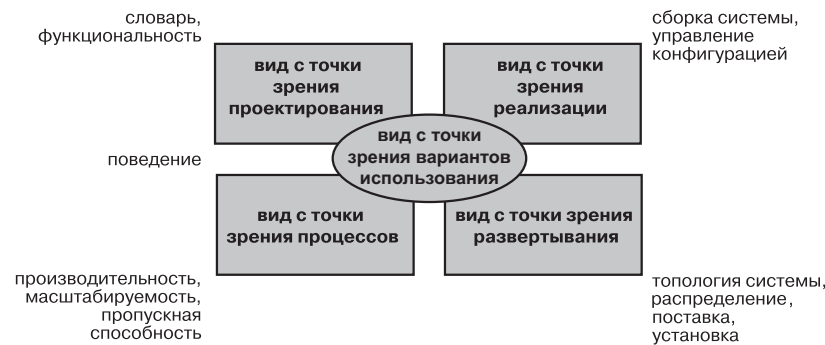 словарь,
функциональность
сборка системы,
управление
конфигурацией
вид с точки
зрения
проектирования
вид с точки
зрения
реализации
поведение
вид с точки
зрения вариантов
использования
вид с точки
зрения процессов
вид с точки зрения
развертывания
производительность,
масштабируемость,
пропускная
способность
топология системы,
распределение,
поставка,
установка